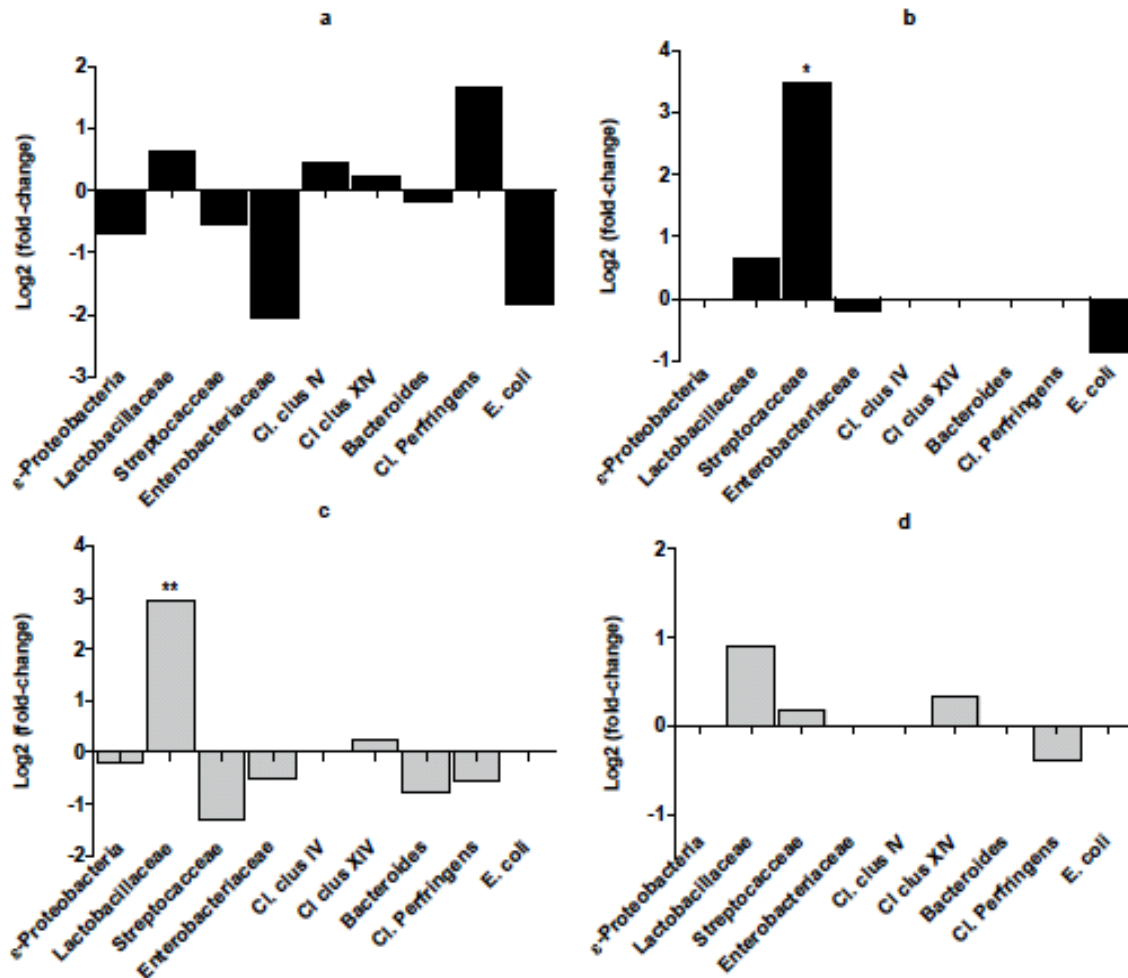 a
Log2 (fold-change)
2
1
0
-1
-2
-3
ε-Proteobacteria
Lactobacillaceae
Streptocacceae
Enterobacteriaceae
Cl. clus IV
Cl clus XIV
Bacteroides
Cl. Perfringens
E. coli
b
Log2 (fold-change)
4
3
2
1
0
-1
*
ε-Proteobacteria
Lactobacillaceae
Streptocacceae
Enterobacteriaceae
Cl. clus IV
Cl clus XIV
Bacteroides
Cl. Perfringens
E. coli
c
Log2 (fold-change)
4
3
2
1
0
-1
-2
**
ε-Proteobacteria
Lactobacillaceae
Streptocacceae
Enterobacteriaceae
Cl. clus IV
Cl clus XIV
Bacteroides
Cl. Perfringens
E. coli
d
Log2 (fold-change)
2
1
0
-1
ε-Proteobacteria
Lactobacillaceae
Streptocacceae
Enterobacteriaceae
Cl. clus IV
Cl clus XIV
Bacteroides
Cl. Perfringens
E. coli